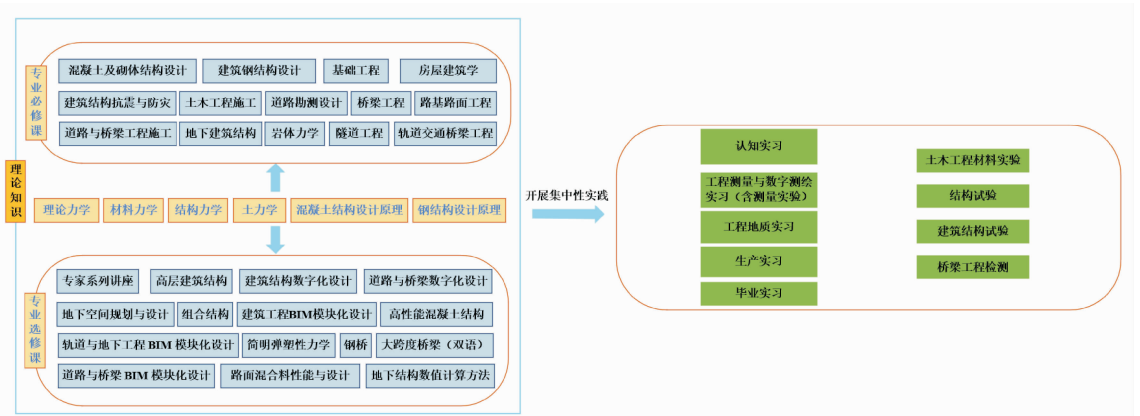 专业必修课
混凝土及砌体结构设计
建筑钢结构设计
基础工程
房屋建筑学
建筑结构抗震与防灾
土木工程施工
道路勘测设计
桥梁工程
路基路面工程
道路与桥梁工程施工
地下建筑结构
岩体力学
隧道工程
轨道交通桥梁工程
理论知识
理论力学
材料力学
结构力学
土力学
混凝土结构设计原理
钢结构设计原理
专业选修课
专家系列讲座
高层建筑结构
建筑结构数字化设计
道路与桥梁数字化设计
地下空间规划与设计
组合结构
建筑工程BIM模块化设计
高性能混凝土结构
轨道与地下工程 BIM 模块化设计
简明弹塑性力学
钢桥
大跨度桥梁（双语）
道路与桥梁 BIM 模块化设计
路面混合料性能与设计
地下结构数值计算方法
开展集中性实践
认知实习
工程测量与数字测绘
实习（含测量实验）
工程地质实习
生产实习
毕业实习
土木工程材料实验
结构试验
建筑结构试验
桥梁工程检测